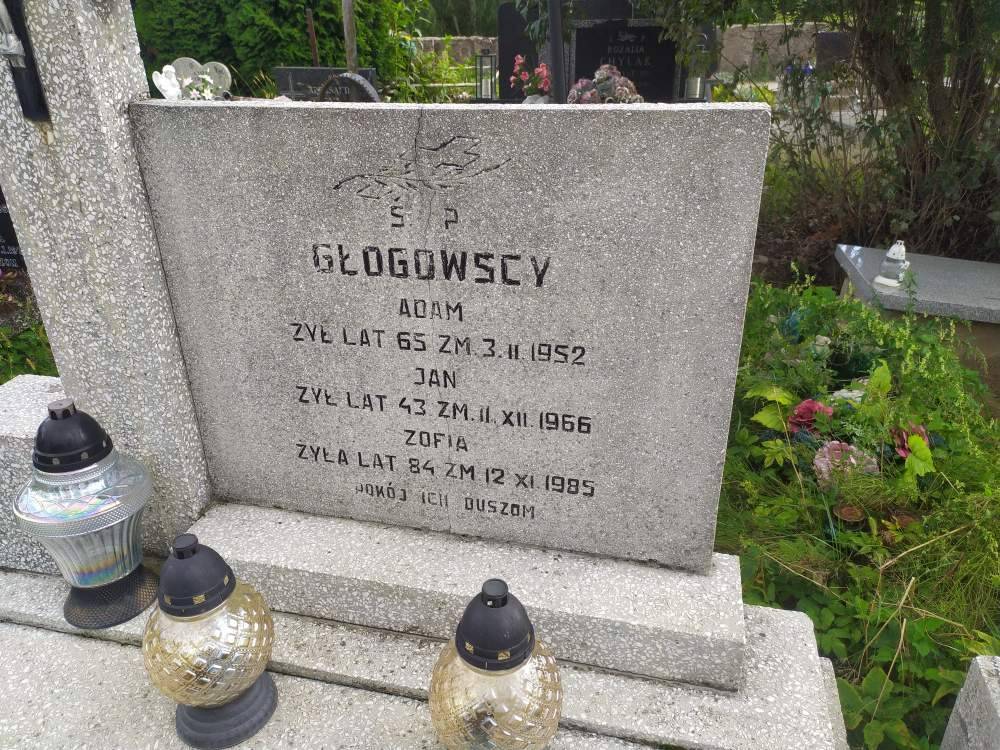 Ś P
GŁOGOWSCY
ADAM
ŻYŁ LAT 65 ZM. 3. II 1952
JAN
ŻYŁ LAT 43 ZM. 11. XII. 1966
ZOFIA
ŻYŁA LAT 84 ZM 12 XI 1985
POKÓJ ICH DUSZOM
ROZALIA